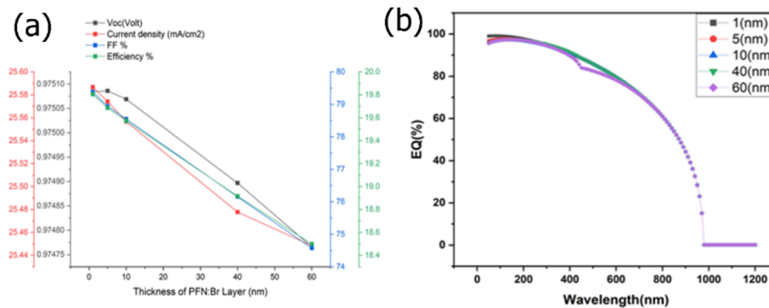 (a)
Voc(Volt)
Current density (mA/cm2)
FF %
Efficiency %
25.60
25.58
25.56
25.54
25.52
25.50
25.48
25.46
25.44
0.97510
0.97505
0.97500
0.97495
0.97490
0.97485
0.97480
0.97475
80
79
78
77
76
75
74
20.0
19.8
19.6
19.4
19.2
19.0
18.8
18.6
18.4
0 10 20 30 40 50 60
Thickness of PFN:Br Layer (nm)
(b)
1(nm)
5(nm)
10(nm)
40(nm)
60(nm
EQ(%)
100
80
60
40
20
0
0 200 400 600 800 1000 1200
Wavelength(nm)